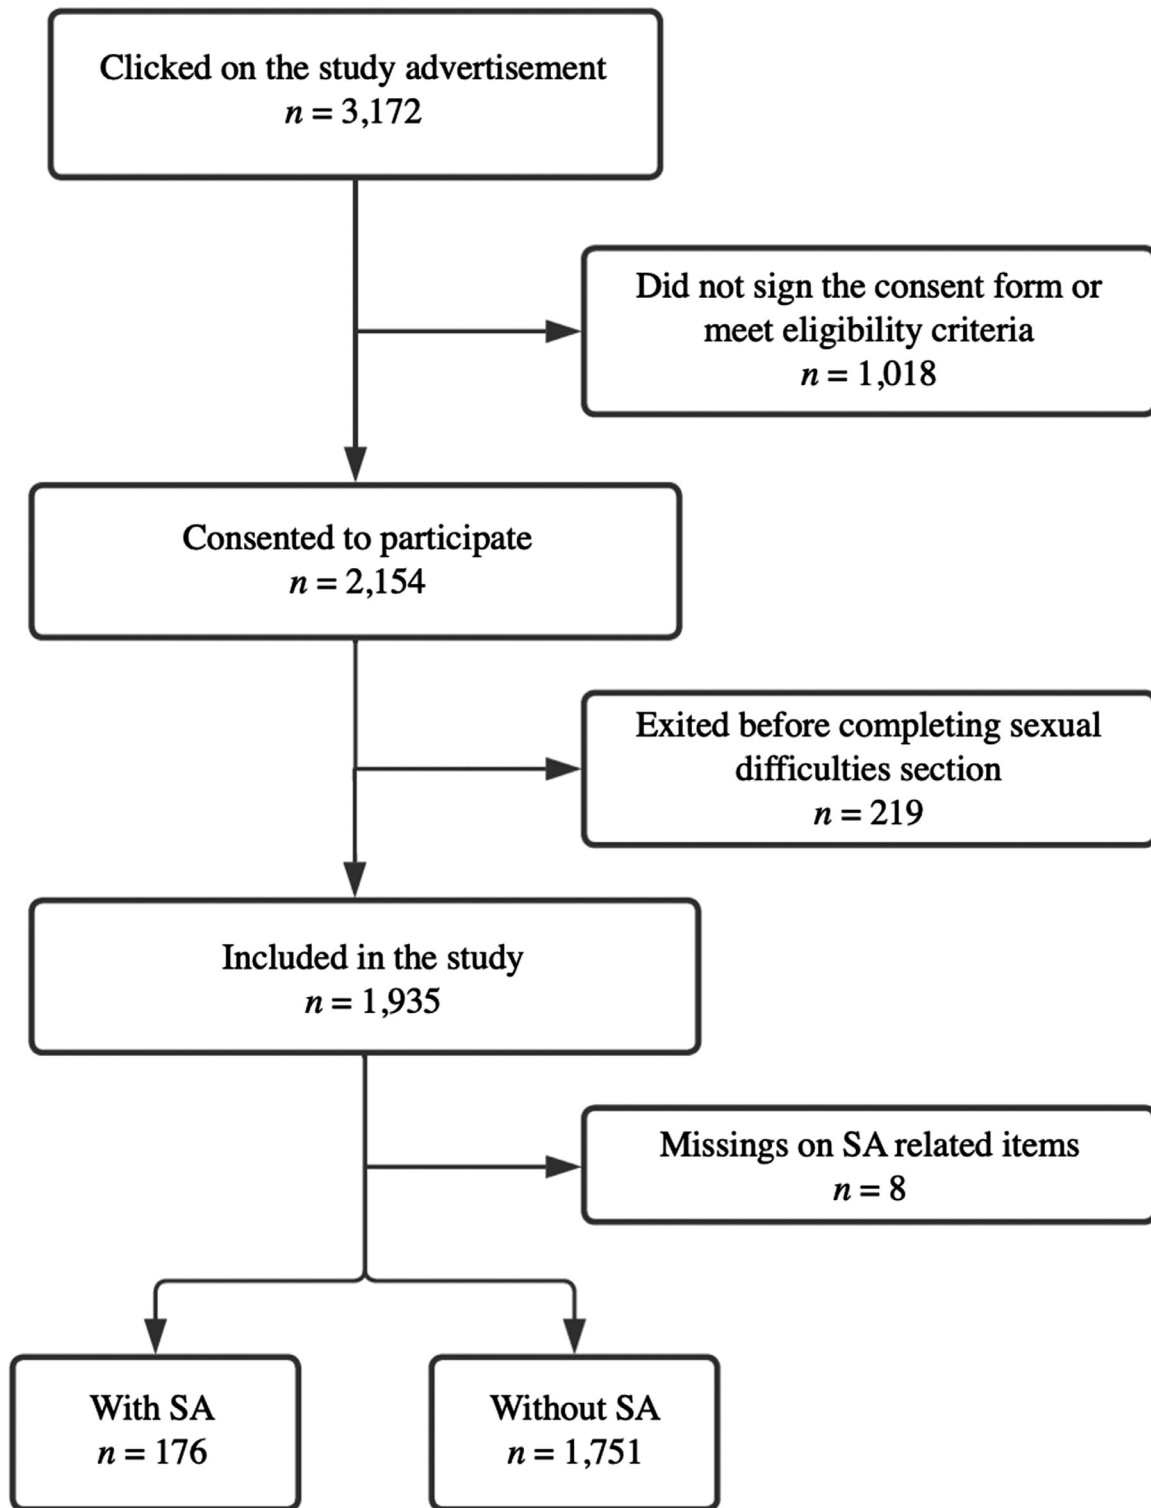 Clicked on the study advertisement
n = 3,172
Did not sign the consent form or
meet eligibility criteria
n = 1,018
Consented to participate
n = 2,154
Exited before completing sexual
difficulties section
n = 219
Included in the study
n = 1,935
Missings on SA related items
n = 8
With SA
n = 176
Without SA
n = 1,751